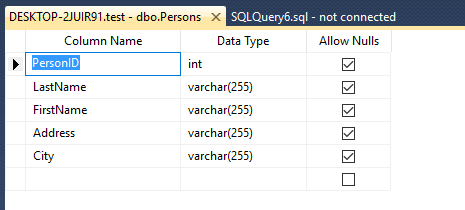 DESKTOP-2JUIR91.test - dbo.Persons SQLQuery6.sql - not connected
Column Name Data Type Allow Nulls
PersonID int
LastName varchar(255)
FirstName varchar(255)
Address varchar(255)
City varchar(255)